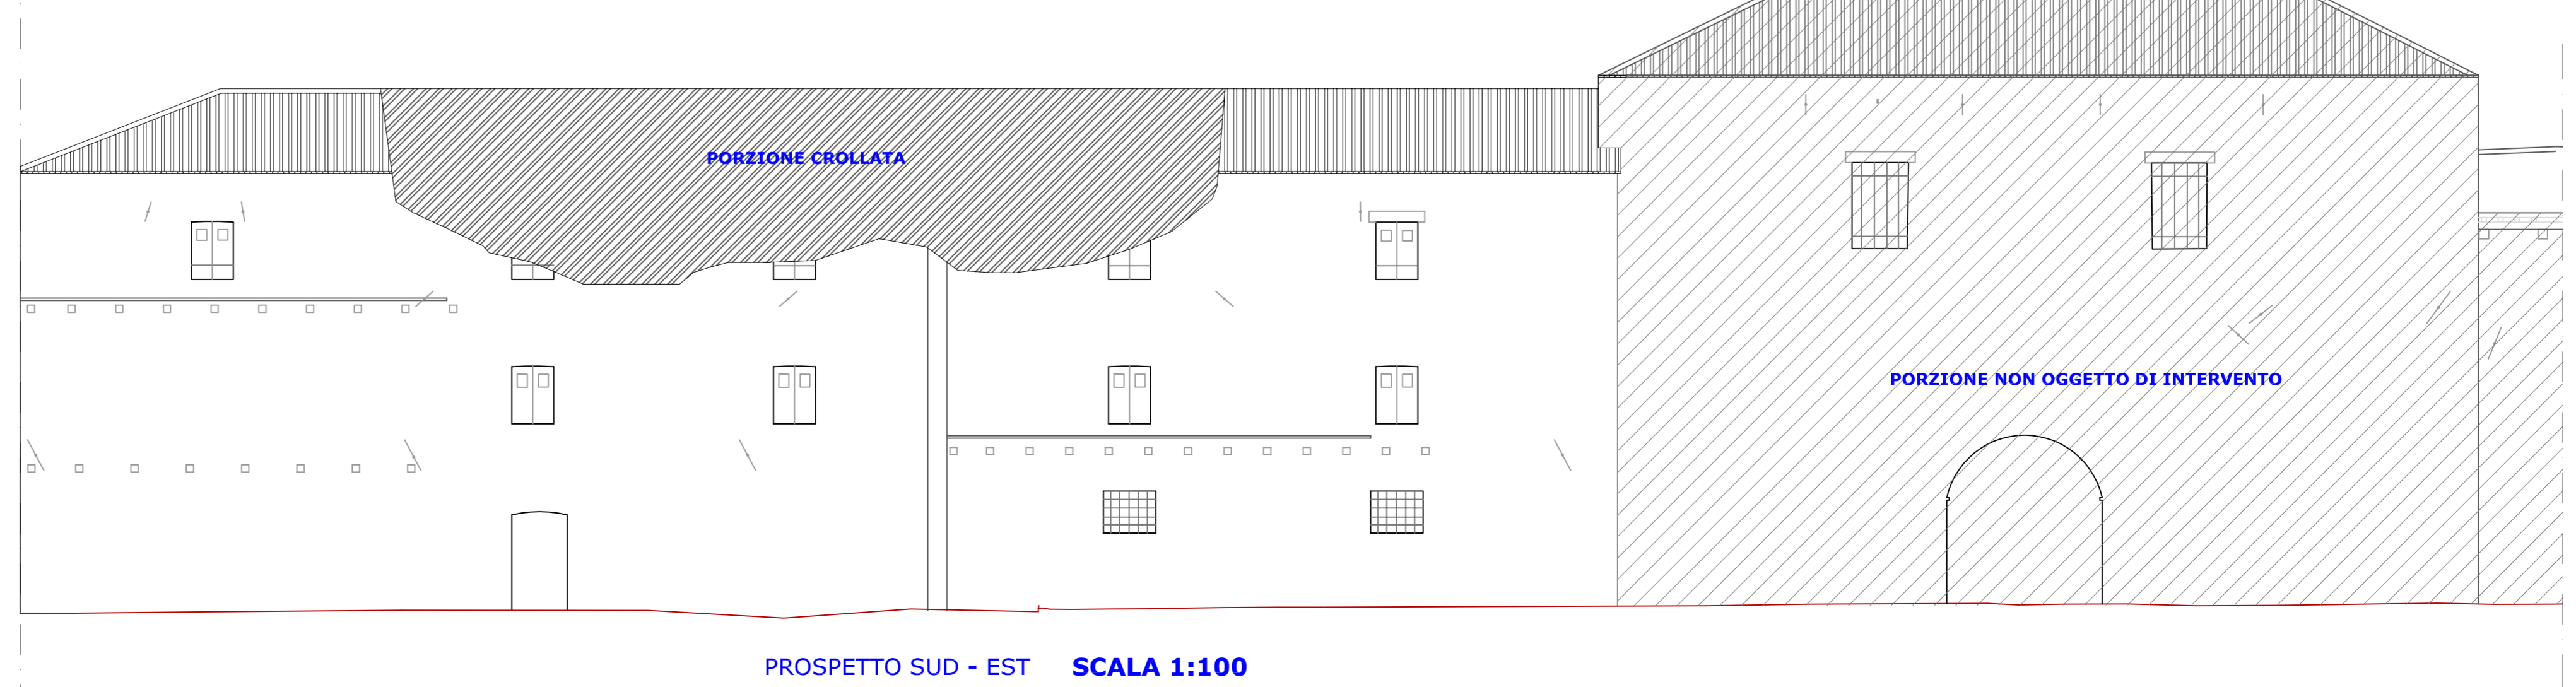 PORZIONE CROLLATA
PORZIONE NON OGGETTO DI INTERVENTO
PROSPETTO SUD - EST SCALA 1:100